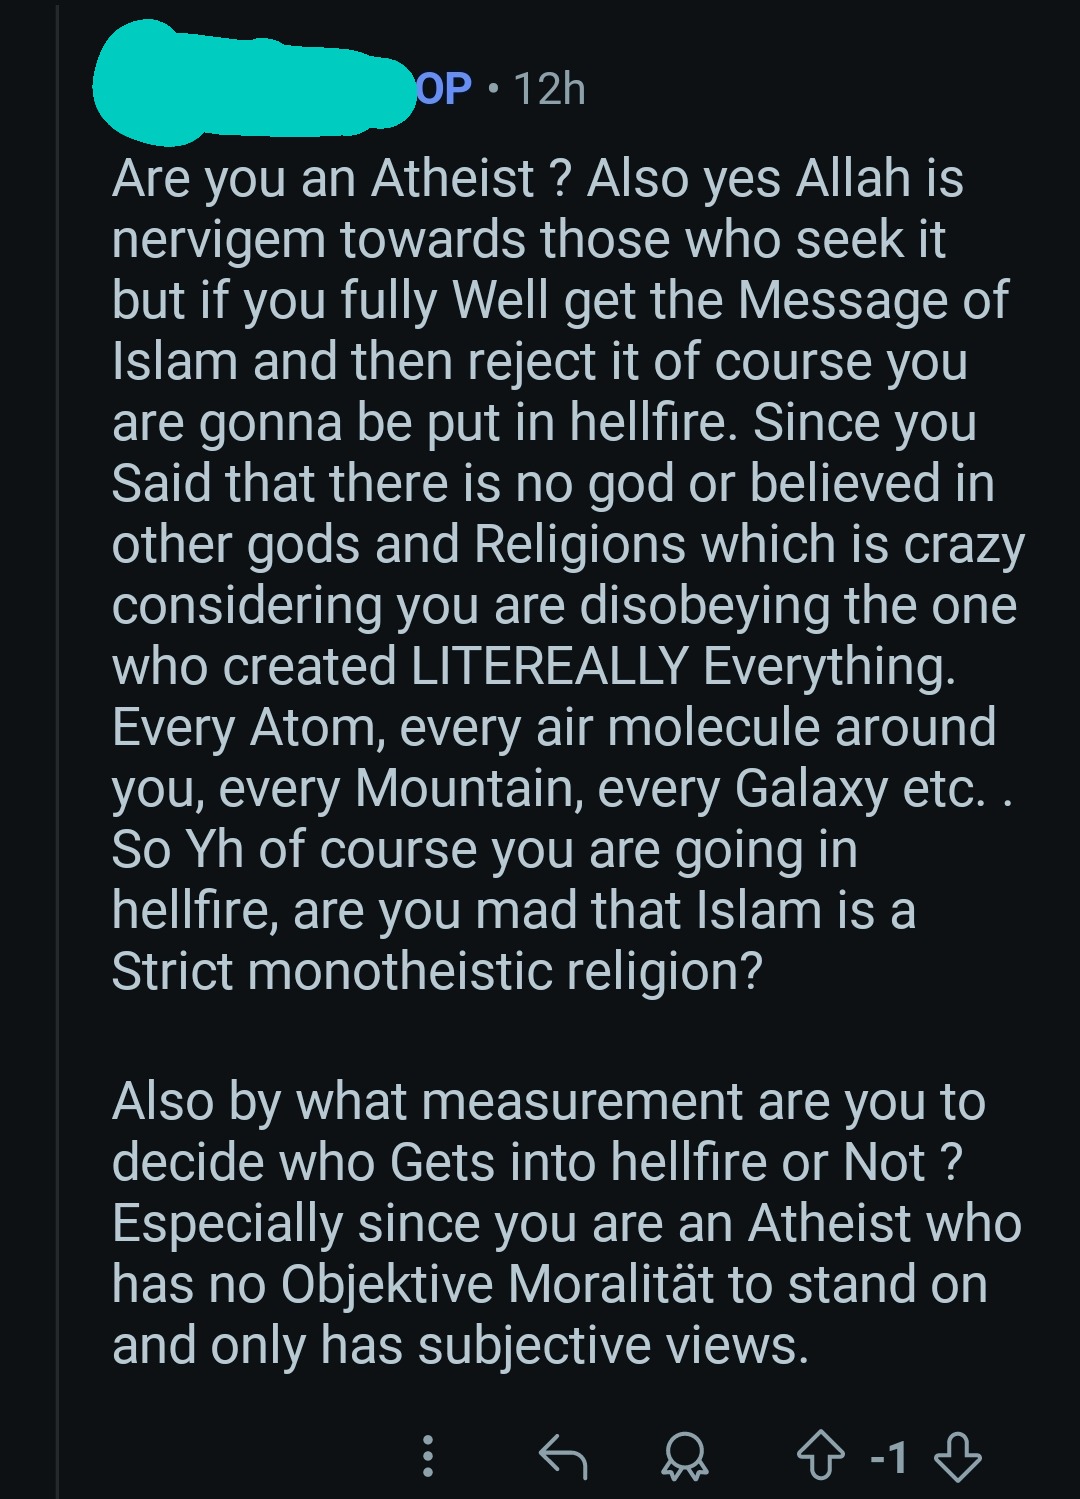 OP • 12h
Are you an Atheist ? Also yes Allah is
nervigem towards those who seek it
but if you fully Well get the Message of
Islam and then reject it of course you
are gonna be put in hellfire. Since you
Said that there is no god or believed in
other gods and Religions which is crazy
considering you are disobeying the one
who created LITEREALLY Everything.
Every Atom, every air molecule around
you, every Mountain, every Galaxy etc. .
So Yh of course you are going in
hellfire, are you mad that Islam is a
Strict monotheistic religion?
Also by what measurement are you to
decide who Gets into hellfire or Not ?
Especially since you are an Atheist who
has no Objektive Moralität to stand on
and only has subjective views.
-1